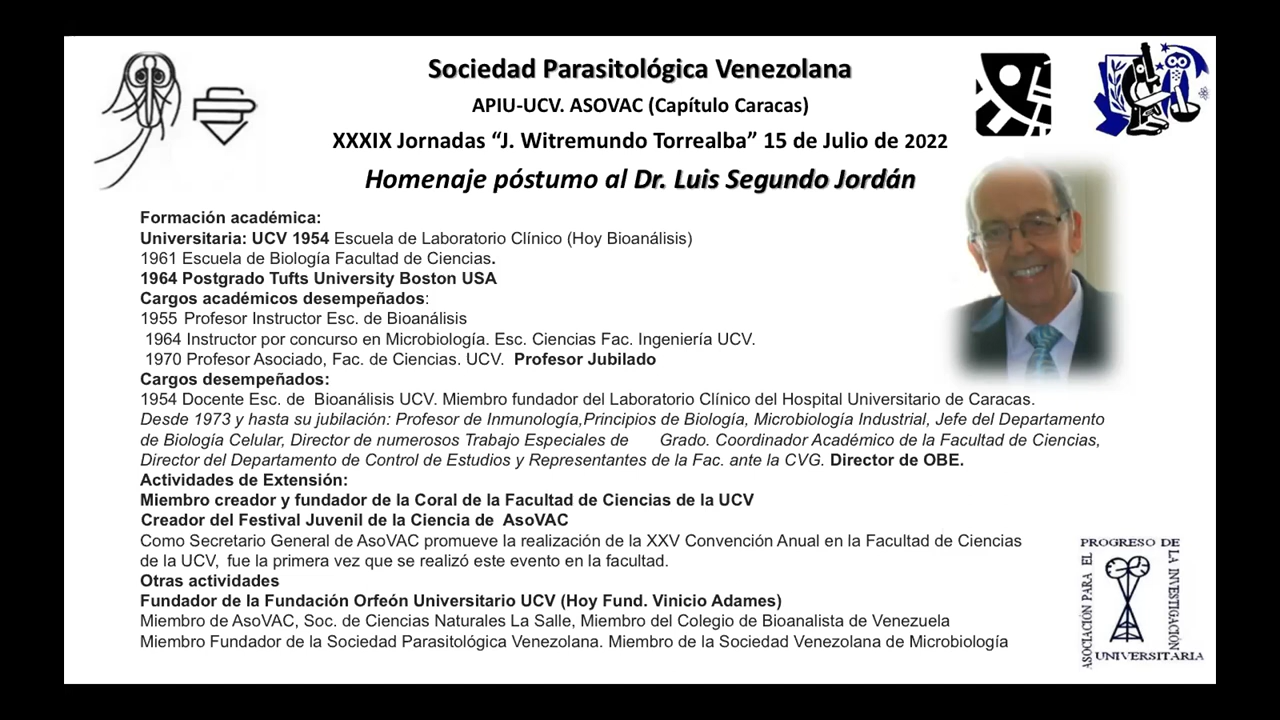 Sociedad Parasitológica Venezolana
APIU-UCV. ASOVAC (Capítulo Caracas)
XXXIX Jornadas “J. Witremundo Torrealba” 15 de Julio de 2022
Homenaje póstumo al Dr. Luis Segundo Jordán
Formación académica:
Universitaria: UCV 1954 Escuela de Laboratorio Clínico (Hoy Bioanálisis)
1961 Escuela de Biología Facultad de Ciencias.
1964 Postgrado Tufts University Boston USA
Cargos académicos desempeñados:
1955 Profesor Instructor Esc. de Bioanálisis
1964 Instructor por concurso en Microbiología. Esc. Ciencias Fac. Ingeniería UCV.
1970 Profesor Asociado, Fac. de Ciencias. UCV. Profesor Jubilado
Cargos desempeñados:
1954 Docente Esc. de Bioanálisis UCV. Miembro fundador del Laboratorio Clínico del Hospital Universitario de Caracas.
Desde 1973 y hasta su jubilación: Profesor de Inmunología,Principios de Biología, Microbiología Industrial, Jefe del Departamento
de Biología Celular, Director de numerosos Trabajo Especiales de Grado. Coordinador Académico de la Facultad de Ciencias,
Director del Departamento de Control de Estudios y Representantes de la Fac. ante la CVG. Director de OBE.
Actividades de Extensión:
Miembro creador y fundador de la Coral de la Facultad de Ciencias de la UCV
Creador del Festival Juvenil de la Ciencia de AsoVAC
Como Secretario General de AsoVAC promueve la realización de la XXV Convención Anual en la Facultad de Ciencias
de la UCV, fue la primera vez que se realizó este evento en la facultad.
Otras actividades
Fundador de la Fundación Orfeón Universitario UCV (Hoy Fund. Vinicio Adames)
Miembro de AsoVAC, Soc. de Ciencias Naturales La Salle, Miembro del Colegio de Bioanalista de Venezuela
Miembro Fundador de la Sociedad Parasitológica Venezolana. Miembro de la Sociedad Venezolana de Microbiología
ASOCIACIÓN PARA EL
PROGRESO DE
LA INVESTIGACIÓN
UNIVERSITARIA